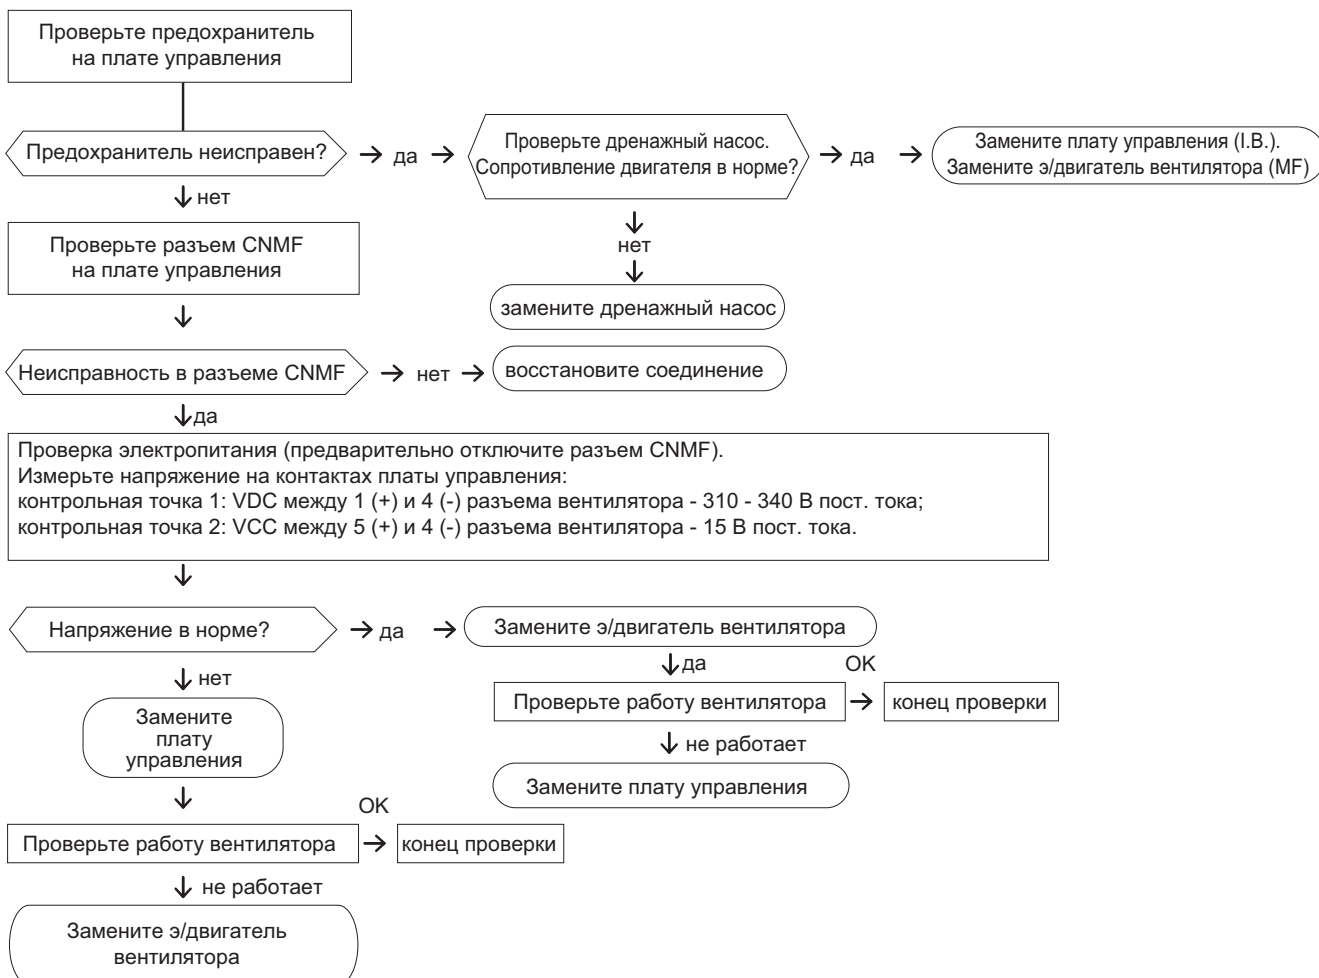 Проверьте предохранитель
на плате управления
Предохранитель неисправен?
да
Проверьте дренажный насос.
Сопротивление двигателя в норме?
да
Замените плату управления (I.B.).
Замените э/двигатель вентилятора (MF)
нет
Проверьте разъем CNMF
на плате управления
нет
замените дренажный насос
Неисправность в разъеме CNMF
нет
восстановите соединение
да
Проверка электропитания (предварительно отключите разъем CNMF).
Измерьте напряжение на контактах платы управления:
контрольная точка 1: VDC между 1 (+) и 4 (-) разъема вентилятора - 310 - 340 В пост. тока;
контрольная точка 2: VCC между 5 (+) и 4 (-) разъема вентилятора - 15 В пост. тока.
Напряжение в норме?
да
Замените э/двигатель вентилятора
да
OK
Проверьте работу вентилятора
конец проверки
не работает
Замените плату управления
нет
Замените
плату
управления
OK
Проверьте работу вентилятора
конец проверки
не работает
Замените э/двигатель
вентилятора